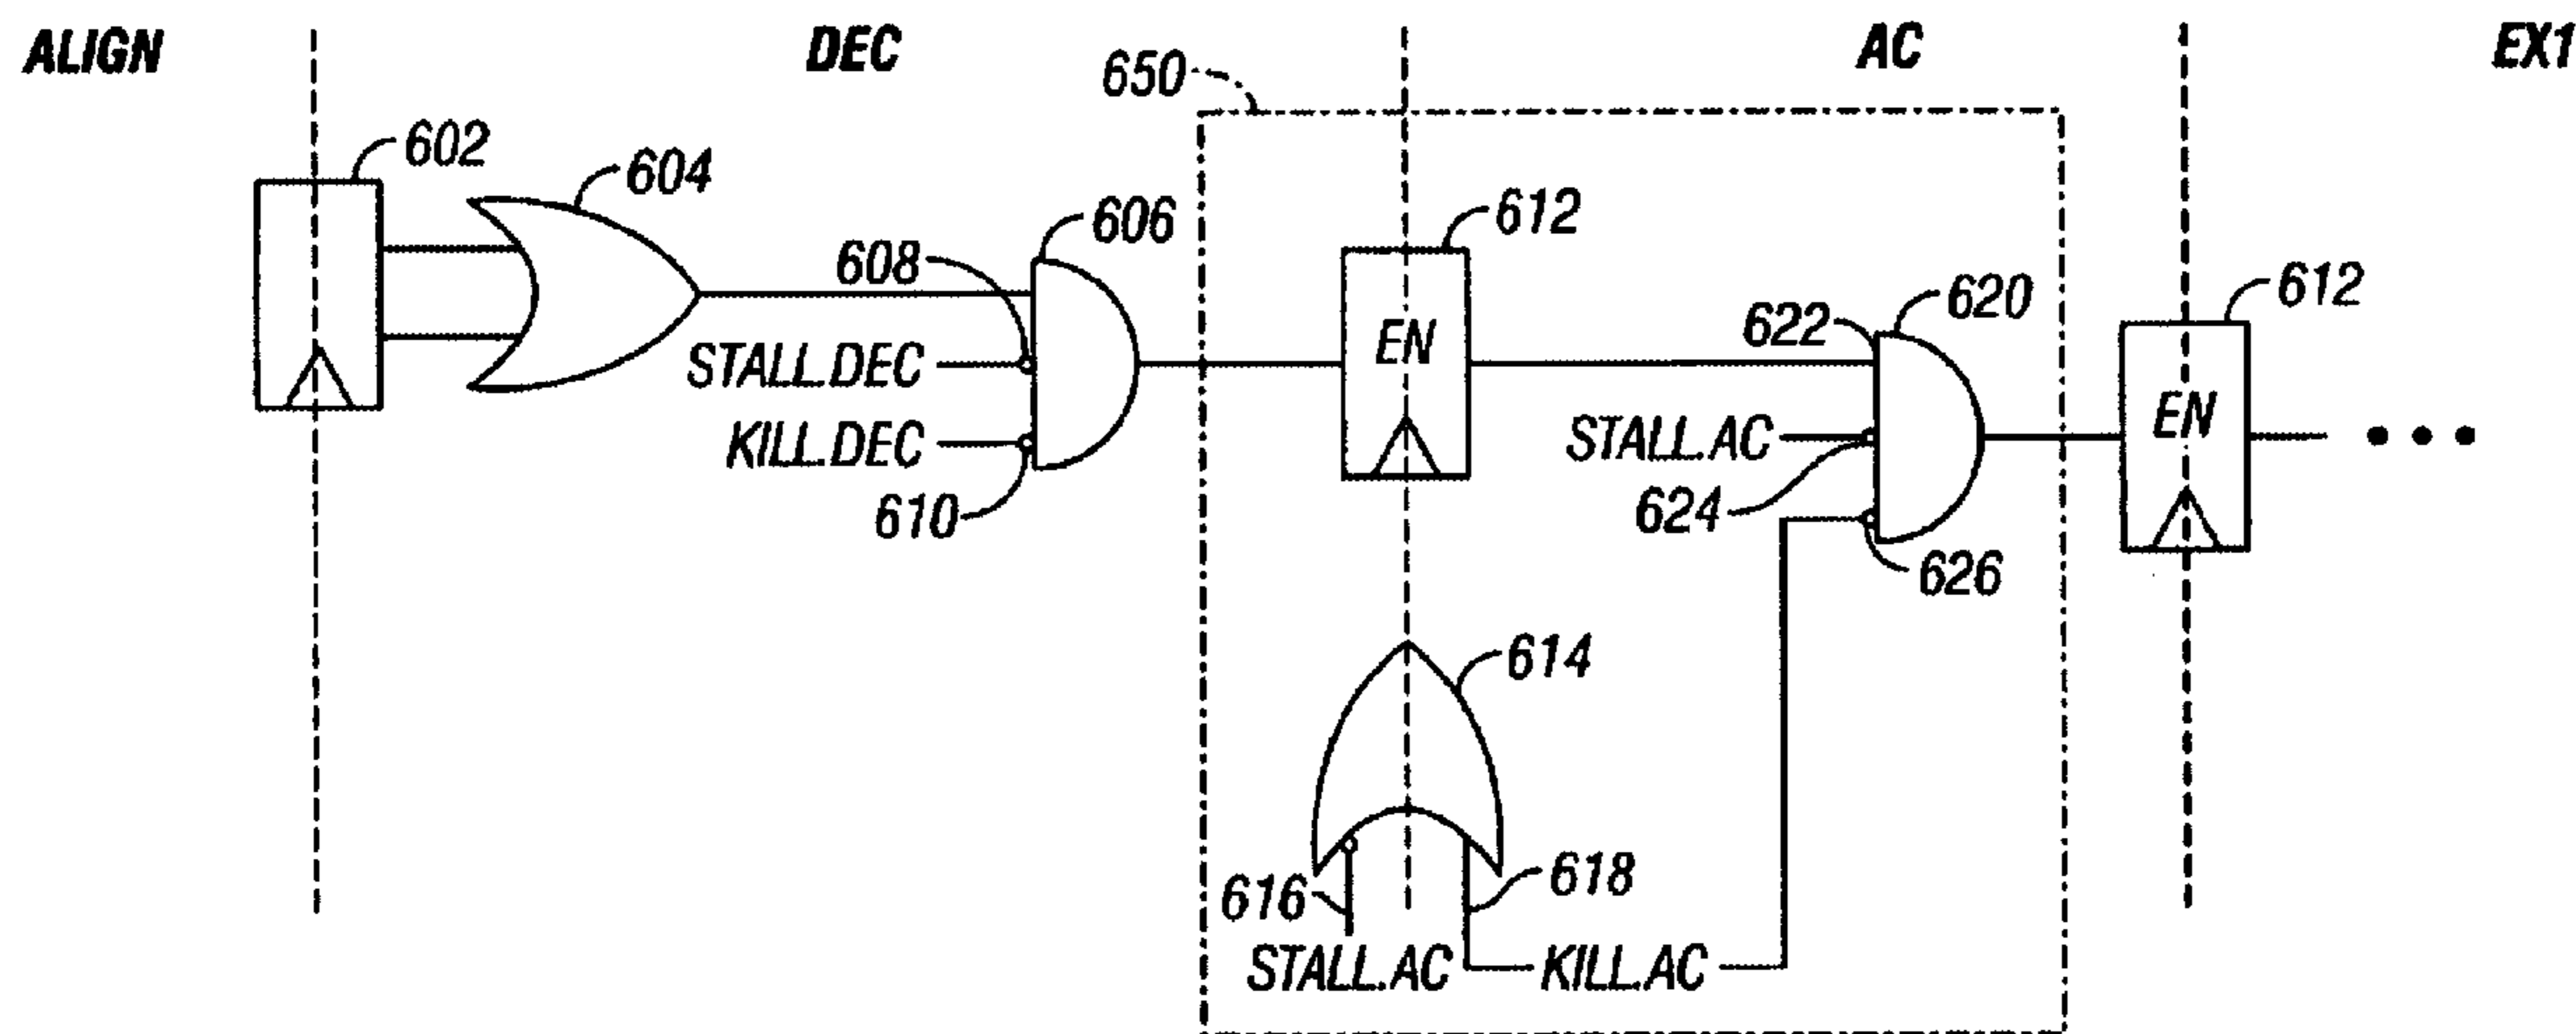 ALIGN
DEC
AC
EX1
650
602
604
606
608
612
612
620
622
STALL.DEC
EN
EN
KILL.DEC
STALL.AC
610
624
626
614
616
618
STALL.AC
KILL.AC